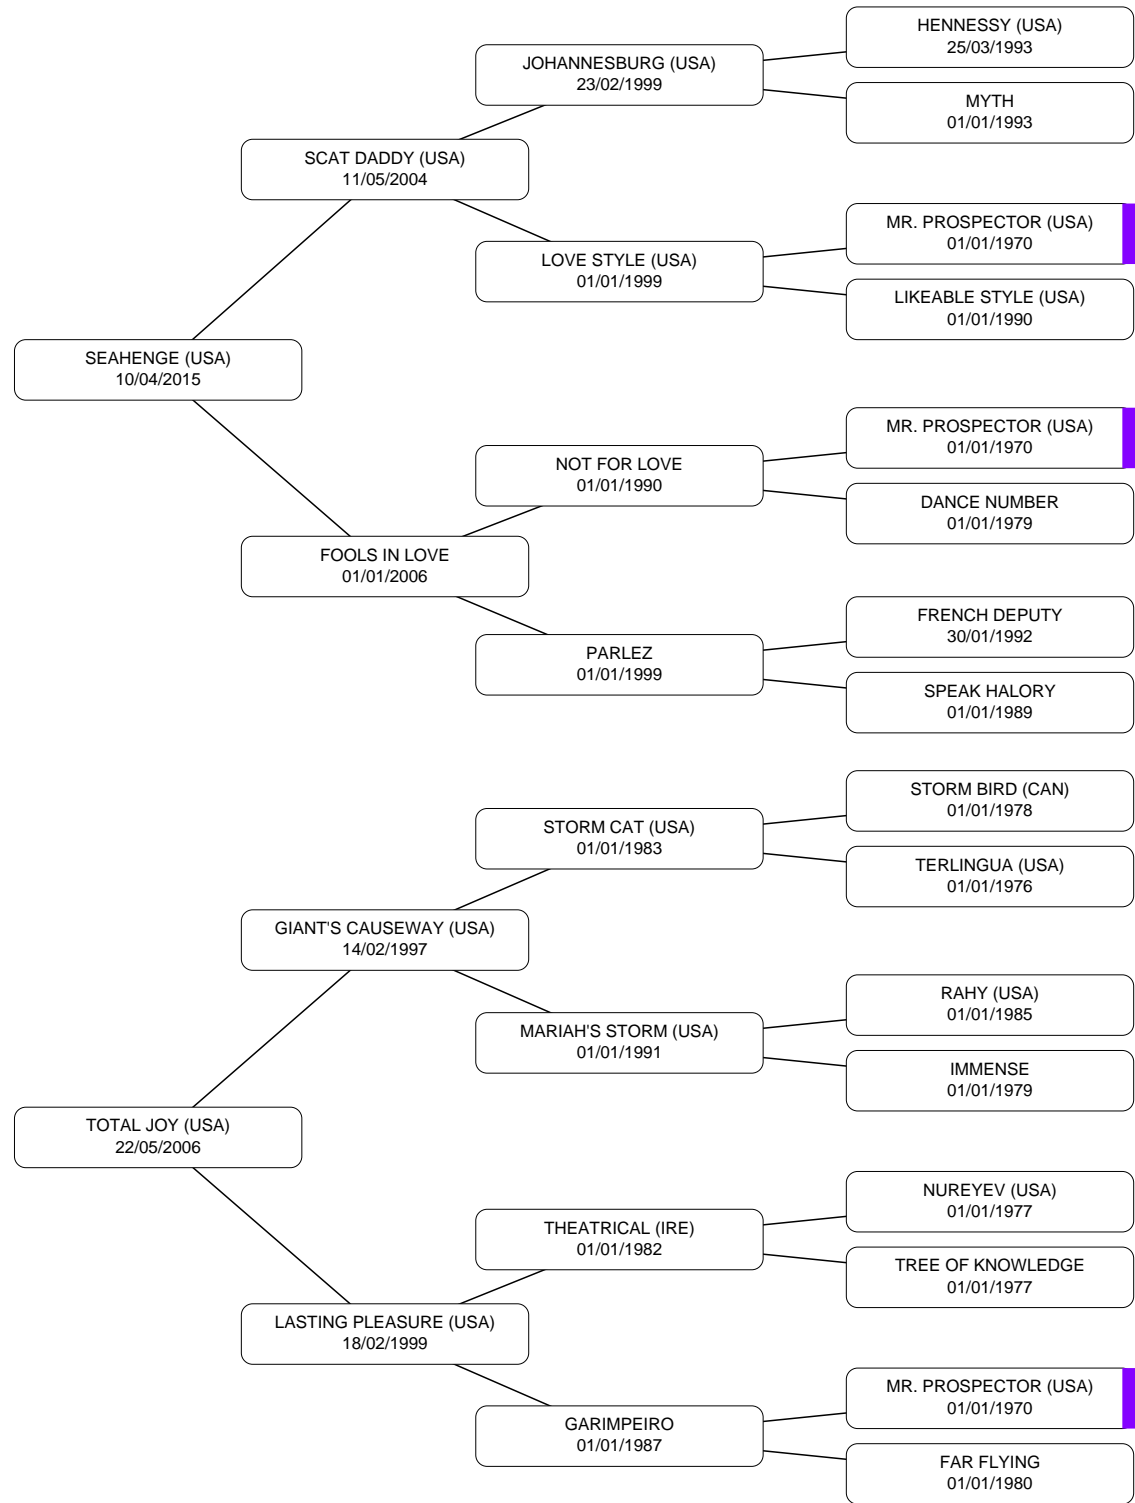 HENNESSY (USA)
25/03/1993
JOHANNESBURG (USA)
23/02/1999
MYTH
01/01/1993
SCAT DADDY (USA)
11/05/2004
MR. PROSPECTOR (USA)
01/01/1970
LOVE STYLE (USA)
01/01/1999
LIKEABLE STYLE (USA)
01/01/1990
SEAHENGE (USA)
10/04/2015
MR. PROSPECTOR (USA)
01/01/1970
NOT FOR LOVE
01/01/1990
DANCE NUMBER
01/01/1979
FOOLS IN LOVE
01/01/2006
FRENCH DEPUTY
30/01/1992
PARLEZ
01/01/1999
SPEAK HALORY
01/01/1989
STORM BIRD (CAN)
01/01/1978
STORM CAT (USA)
01/01/1983
TERLINGUA (USA)
01/01/1976
GIANT'S CAUSEWAY (USA)
14/02/1997
RAHY (USA)
01/01/1985
MARIAH'S STORM (USA)
01/01/1991
IMMENSE
01/01/1979
TOTAL JOY (USA)
22/05/2006
NUREYEV (USA)
01/01/1977
THEATRICAL (IRE)
01/01/1982
TREE OF KNOWLEDGE
01/01/1977
LASTING PLEASURE (USA)
18/02/1999
MR. PROSPECTOR (USA)
01/01/1970
GARIMPEIRO
01/01/1987
FAR FLYING
01/01/1980